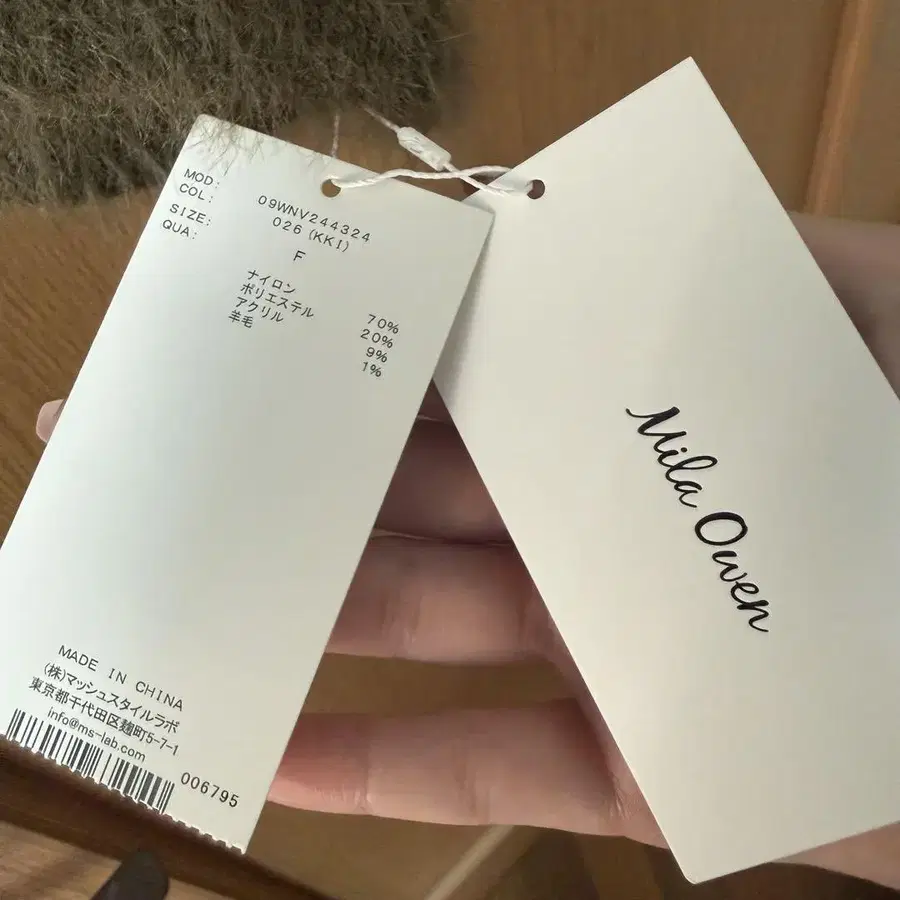 MOD: 09WNV244324
COL: 026 (KKI)
SIZE: F
QUA:
ナイロン 70%
ポリエステル 20%
アクリル 9%
羊毛 1%
MADE IN CHINA
(株)マッシュスタイルラボ
東京都千代田区麹町5-7-1
info@ms-lab.com
006795
Mila Owen